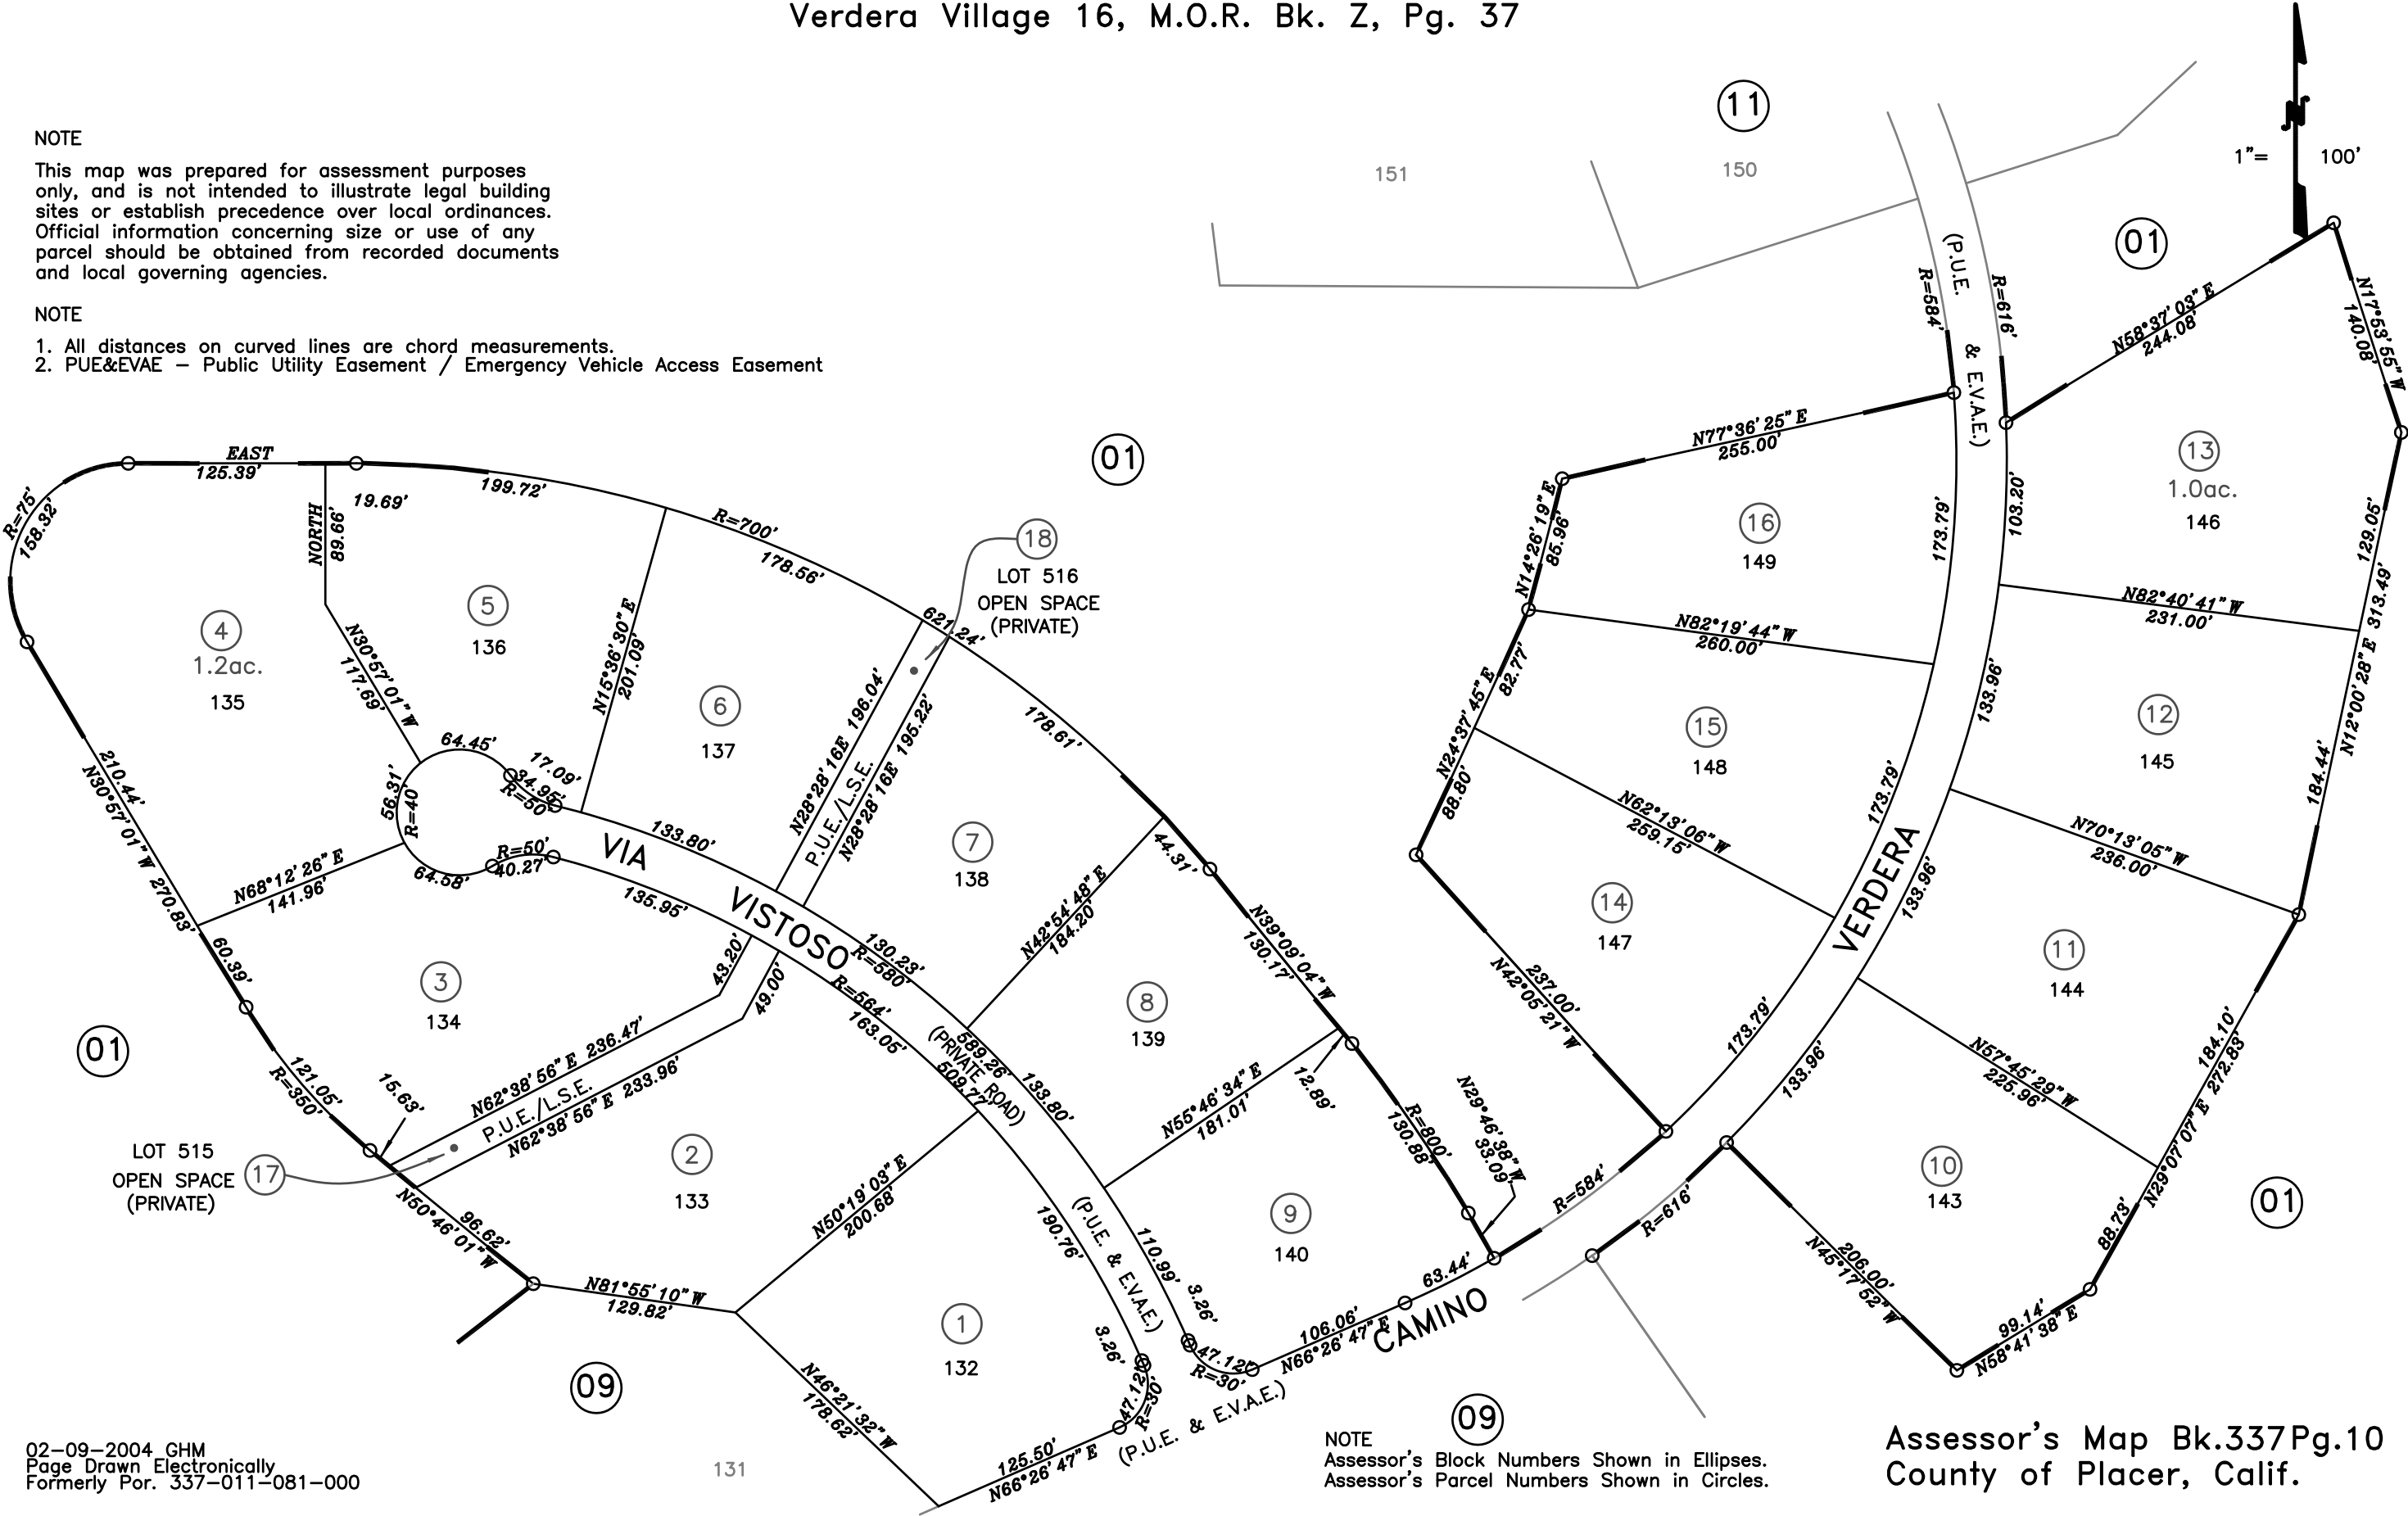 Verdera Village 16, M.O.R. Bk. Z, Pg. 37
NOTE
This map was prepared for assessment purposes
only, and is not intended to illustrate legal building
sites or establish precedence over local ordinances.
Official information concerning size or use of any
parcel should be obtained from recorded documents
and local governing agencies.
NOTE
1. All distances on curved lines are chord measurements.
2. PUE&EVAE – Public Utility Easement / Emergency Vehicle Access Easement
N
1"= 100'
11
151
150
01
(P.U.E. & E.V.A.E.)
R=584'
R=616'
N58°37'03"E
244.08'
N17°53'55"W
140.08'
13
1.0ac.
146
103.20'
129.05'
N12°00'28"E 313.49'
N82°40'41"W
231.00'
12
145
133.96'
184.44'
N70°13'05"W
236.00'
11
144
133.96'
184.10'
N29°07'07"E 272.83'
N57°45'29"W
225.96'
10
143
133.96'
88.73'
01
206.00'
N45°17'52"W
99.14'
N58°41'38"E
R=616'
N77°36'25"E
255.00'
N14°26'19"E
85.96'
16
149
173.79'
N82°19'44"W
260.00'
N24°37'45"E
82.77'
88.80'
15
148
173.79'
N62°13'06"W
259.15'
14
147
173.79'
237.00'
N42°05'21"W
R=584'
VERDERA
CAMINO
01
EAST
125.39'
19.69'
199.72'
R=700'
178.56'
621.24'
178.61'
44.31'
R=75'
158.32'
NORTH
89.66'
N30°57'01"W
117.69'
4
1.2ac.
135
5
136
N15°36'30"E
201.09'
6
137
18
LOT 516
OPEN SPACE
(PRIVATE)
N28°28'16E 196.04'
P.U.E./L.S.E.
N28°28'16E 195.22'
7
138
64.45'
17.09'
34.95'
R=50'
56.31'
R=40'
64.58'
R=50'
40.27'
133.80'
135.95'
VIA
VISTOSO
210.44'
N30°57'01"W 270.83'
N68°12'26"E
141.96'
60.39'
3
134
43.20'
49.00'
130.23'
R=580'
R=564'
163.05'
589.26'
(PRIVATE ROAD)
509.77'
N42°54'48"E
184.20'
8
139
N39°09'04"W
130.17'
133.80'
N55°46'34"E
181.01'
12.89'
R=800'
130.88'
N29°46'38"W
33.09'
01
121.05'
R=350'
15.63'
N62°38'56"E 236.47'
P.U.E./L.S.E.
N62°38'56"E 233.96'
LOT 515
OPEN SPACE
(PRIVATE)
17
2
133
96.62'
N50°46'01"W
N81°55'10"W
129.82'
N50°19'03"E
200.68'
190.76'
(P.U.E. & E.V.A.E.)
110.99'
3.26'
9
140
63.44'
106.06'
N66°26'47"E
47.12'
R=30'
3.26'
47.12'
R=30'
1
132
N46°21'32"W
178.62'
125.50'
N66°26'47"E
(P.U.E. & E.V.A.E.)
09
131
09
02–09–2004 GHM
Page Drawn Electronically
Formerly Por. 337–011–081–000
NOTE
Assessor's Block Numbers Shown in Ellipses.
Assessor's Parcel Numbers Shown in Circles.
Assessor's Map Bk.337Pg.10
County of Placer, Calif.